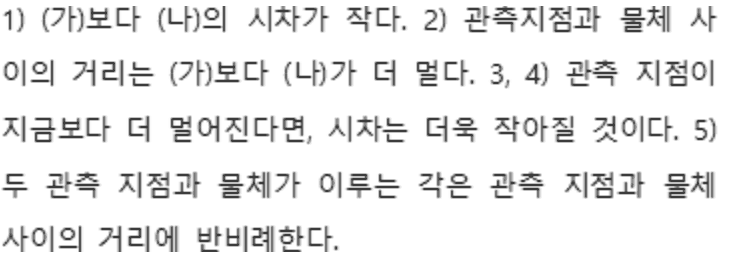 1) (가)보다 (나)의 시차가 작다. 2) 관측지점과 물체 사
이의 거리는 (가)보다 (나)가 더 멀다. 3, 4) 관측 지점이
지금보다 더 멀어진다면, 시차는 더욱 작아질 것이다. 5)
두 관측 지점과 물체가 이루는 각은 관측 지점과 물체
사이의 거리에 반비례한다.